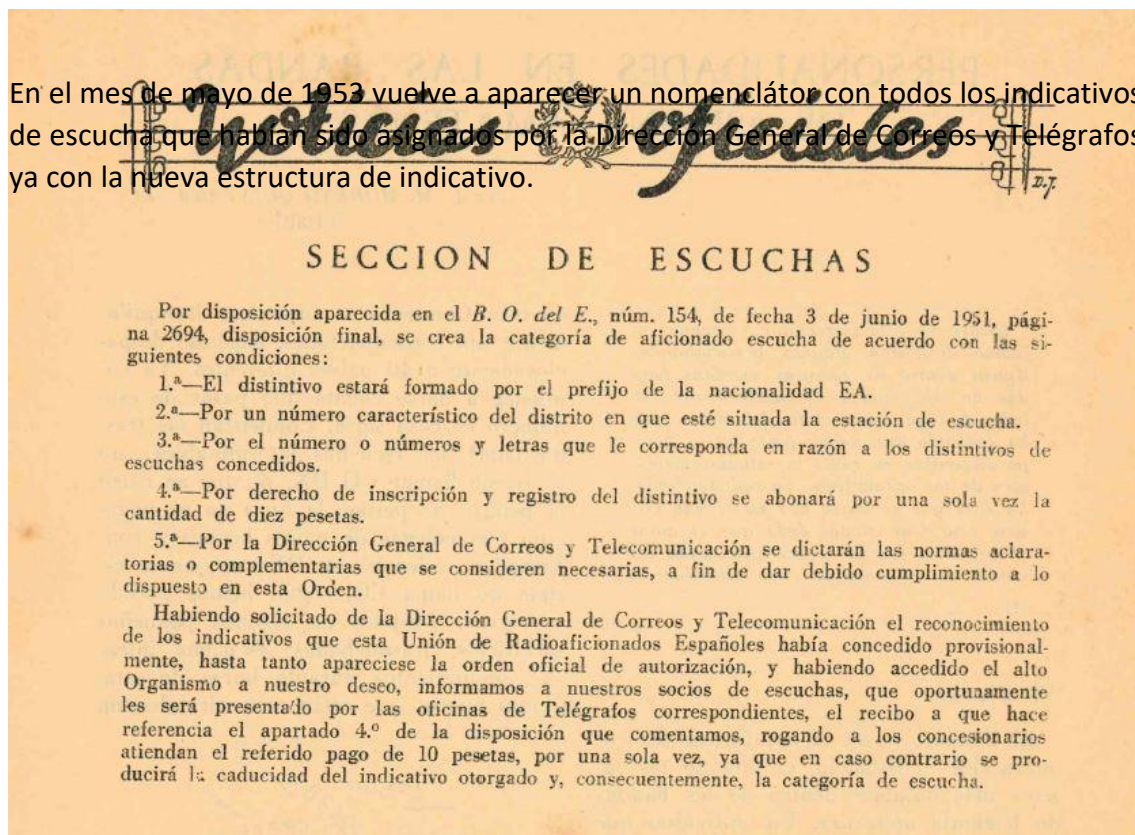 En el mes de mayo de 1953 vuelve a aparecer un nomenclátor con todos los indicativos
de escucha que habían sido asignados por la Dirección General de Correos y Telégrafos
ya con la nueva estructura de indicativo.
Noticias oficiales
D.J.
SECCION DE ESCUCHAS
Por disposición aparecida en el B. O. del E., núm. 154, de fecha 3 de junio de 1951, pági-
na 2694, disposición final, se crea la categoría de aficionado escucha de acuerdo con las si-
guientes condiciones:
1.ª—El distintivo estará formado por el prefijo de la nacionalidad EA.
2.ª—Por un número característico del distrito en que esté situada la estación de escucha.
3.ª—Por el número o números y letras que le corresponda en razón a los distintivos de
escuchas concedidos.
4.ª—Por derecho de inscripción y registro del distintivo se abonará por una sola vez la
cantidad de diez pesetas.
5.ª—Por la Dirección General de Correos y Telecomunicación se dictarán las normas aclara-
torias o complementarias que se consideren necesarias, a fin de dar debido cumplimiento a lo
dispuesto en esta Orden.
Habiendo solicitado de la Dirección General de Correos y Telecomunicación el reconocimiento
de los indicativos que esta Unión de Radioaficionados Españoles había concedido provisional-
mente, hasta tanto apareciese la orden oficial de autorización, y habiendo accedido el alto
Organismo a nuestro deseo, informamos a nuestros socios de escuchas, que oportunamente
les será presentado por las oficinas de Telégrafos correspondientes, el recibo a que hace
referencia el apartado 4.º de la disposición que comentamos, rogando a los concesionarios
atiendan el referido pago de 10 pesetas, por una sola vez, ya que en caso contrario se pro-
ducirá la caducidad del indicativo otorgado y, consecuentemente, la categoría de escucha.